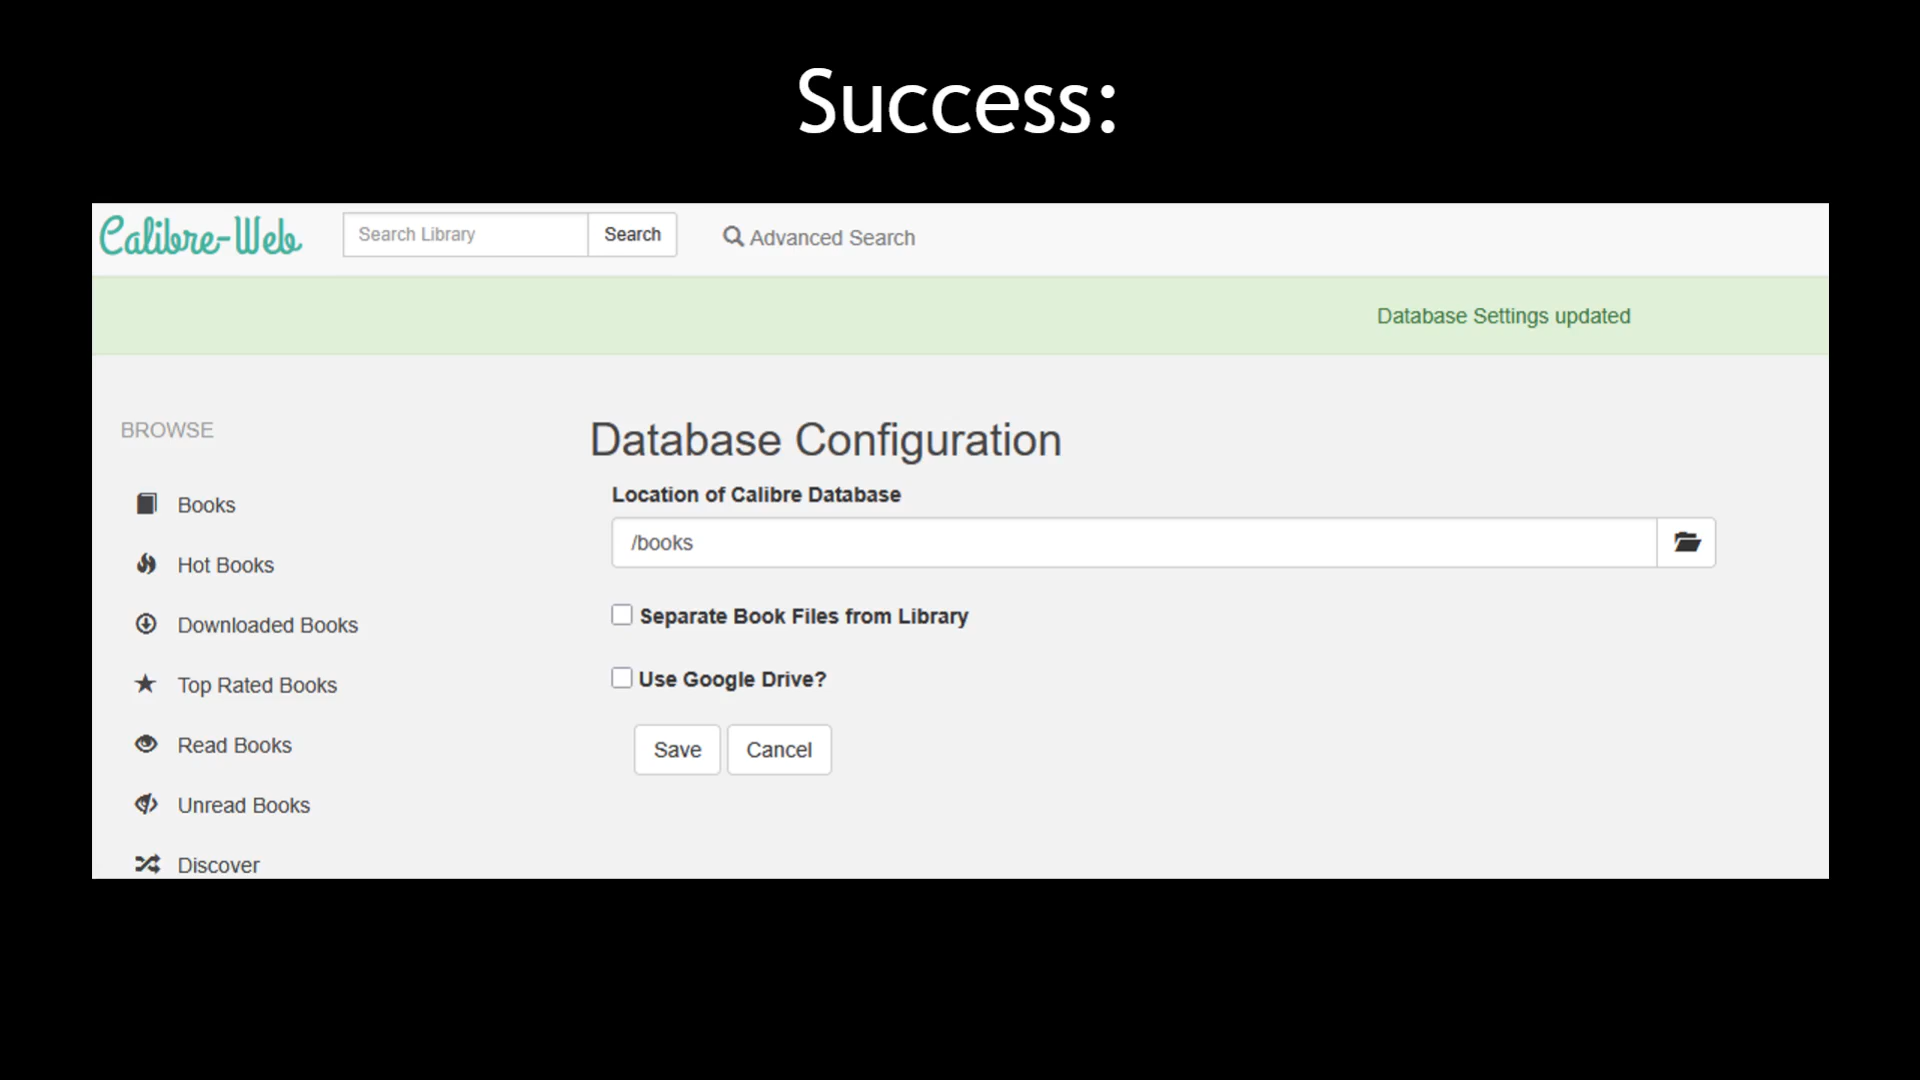 Success:
Calibre-Web
Search Library
Search
Advanced Search
Database Settings updated
BROWSE
Books
Hot Books
Downloaded Books
Top Rated Books
Read Books
Unread Books
Discover
Database Configuration
Location of Calibre Database
/books
Separate Book Files from Library
Use Google Drive?
Save
Cancel